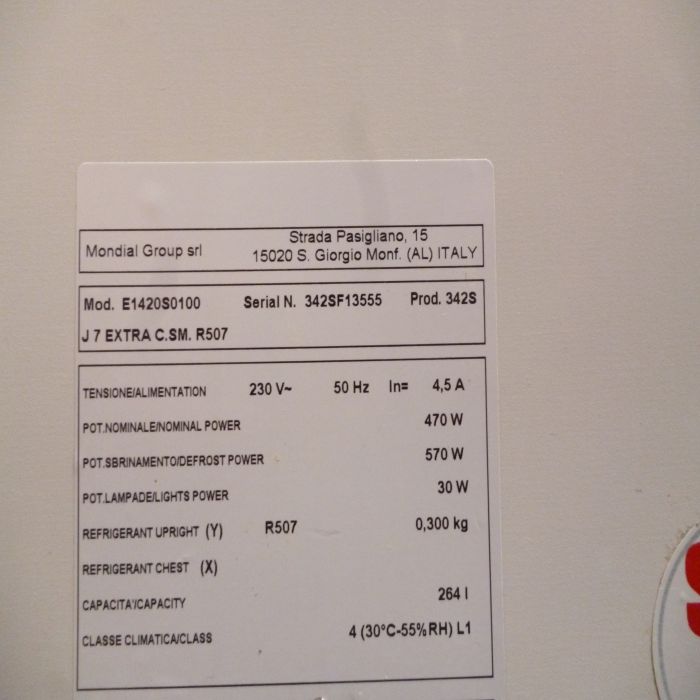 Mondial Group srl
Strada Pasigliano, 15
15020 S. Giorgio Monf. (AL) ITALY
Mod. E1420S0100 Serial N. 342SF13555 Prod. 342S
J 7 EXTRA C.SM. R507
TENSIONE/ALIMENTATION 230 V~ 50 Hz In= 4,5 A
POT.NOMINALE/NOMINAL POWER 470 W
POT.SBRINAMENTO/DEFROST POWER 570 W
POT.LAMPADE/LIGHTS POWER 30 W
REFRIGERANT UPRIGHT (Y) R507 0,300 kg
REFRIGERANT CHEST (X)
CAPACITA'/CAPACITY 264 l
CLASSE CLIMATICA/CLASS 4 (30°C-55%RH) L1